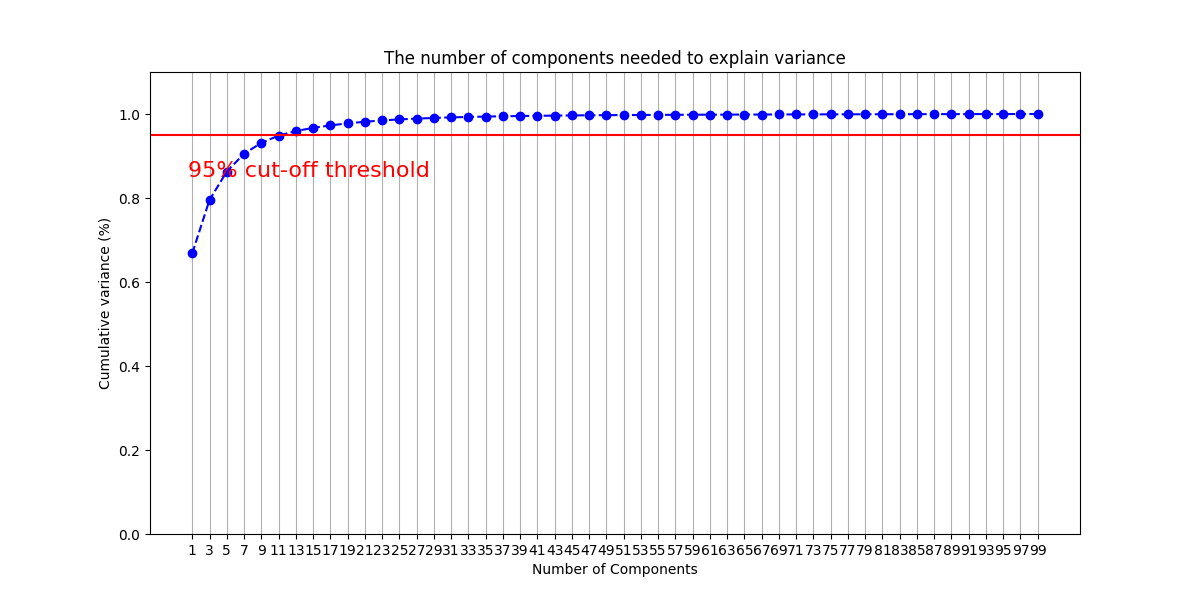 The number of components needed to explain variance
1.0
0.8
0.6
0.4
0.2
0.0
Cumulative variance (%)
95% cut-off threshold
1 3 5 7 9 11 13 15 17 19 21 23 25 27 29 31 33 35 37 39 41 43 45 47 49 51 53 55 57 59 61 63 65 67 69 71 73 75 77 79 81 83 85 87 89 91 93 95 97 99
Number of Components